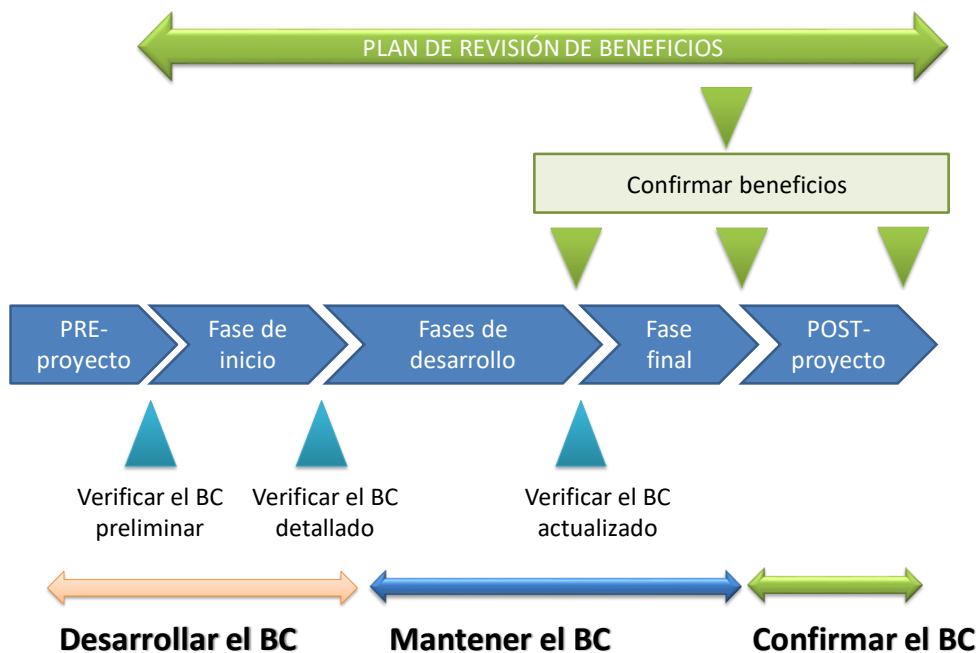 PLAN DE REVISIÓN DE BENEFICIOS
Confirmar beneficios
PRE-
proyecto
Fase de
inicio
Fases de
desarrollo
Fase
final
POST-
proyecto
Verificar el BC
preliminar
Verificar el BC
detallado
Verificar el BC
actualizado
Desarrollar el BC
Mantener el BC
Confirmar el BC